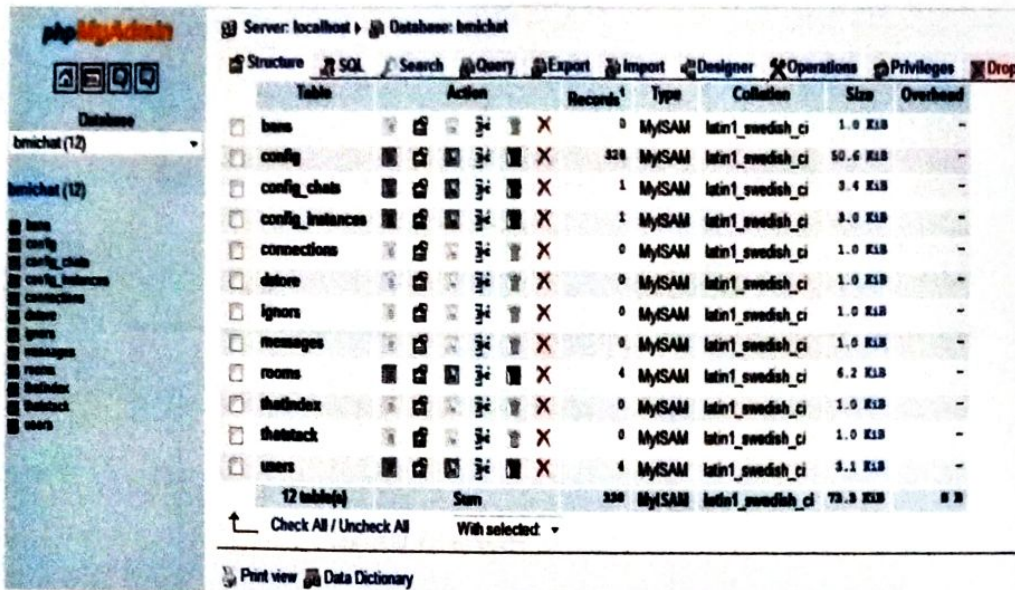 phpMyAdmin
Database
bmichat (12)
bmichat (12)
bans
config
config_chats
config_instances
connections
ignors
messages
rooms
thatindex
thatstack
users
Server: localhost Database: bmichat
Structure SQL Search Query Export Import Designer Operations Privileges Drop
Table Action Records¹ Type Collation Size Overhead
bans 0 MyISAM latin1_swedish_ci 1.0 KiB -
config MyISAM latin1_swedish_ci 50.6 KiB -
config_chats 1 MyISAM latin1_swedish_ci 3.4 KiB -
config_instances 1 MyISAM latin1_swedish_ci 3.0 KiB -
connections 0 MyISAM latin1_swedish_ci 1.0 KiB -
0 MyISAM latin1_swedish_ci 1.0 KiB -
ignors 0 MyISAM latin1_swedish_ci 1.0 KiB -
messages 0 MyISAM latin1_swedish_ci 1.0 KiB -
rooms 4 MyISAM latin1_swedish_ci 6.2 KiB -
thatindex 0 MyISAM latin1_swedish_ci 1.0 KiB -
thatstack 0 MyISAM latin1_swedish_ci 1.0 KiB -
users 4 MyISAM latin1_swedish_ci 3.1 KiB -
12 table(s) Sum MyISAM latin1_swedish_ci 73.3 KiB 0 B
Check All / Uncheck All With selected:
Print view Data Dictionary